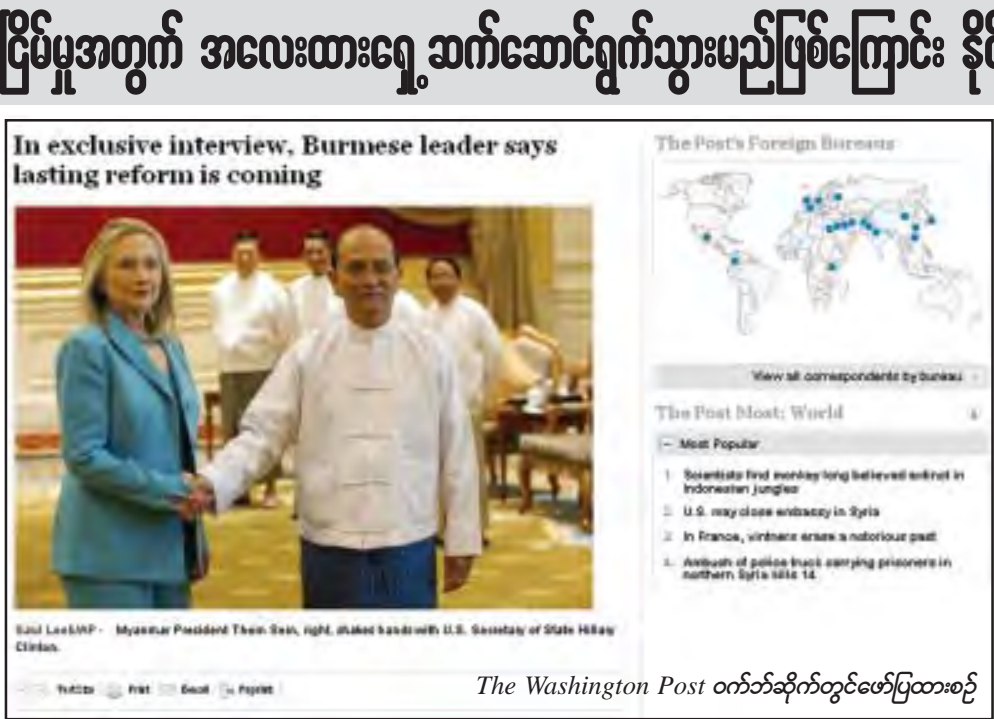 ငြိမ်မှုအတွက် အလေးထားရှေ့ဆက်ဆောင်ရွက်သွားမည်ဖြစ်ကြောင်း
In exclusive interview, Burmese leader says
lasting reform is coming
The Post's Foreign Bureaus
View all correspondents by bureau
The Post Most: World
Most Popular
1. Scientists find monkey long believed extinct in
Indonesian jungles
2. U.S. may close embassy in Syria
3. In France, vintners erase a notorious past
4. Ambush of police truck carrying prisoners in
northern Syria kills 14
Myanmar President Thein Sein, right, shakes hands with U.S. Secretary of State Hillary
Clinton.
Print Email Reprint
The Washington Post ဝက်ဘ်ဆိုက်တွင်ဖော်ပြထားစဉ်